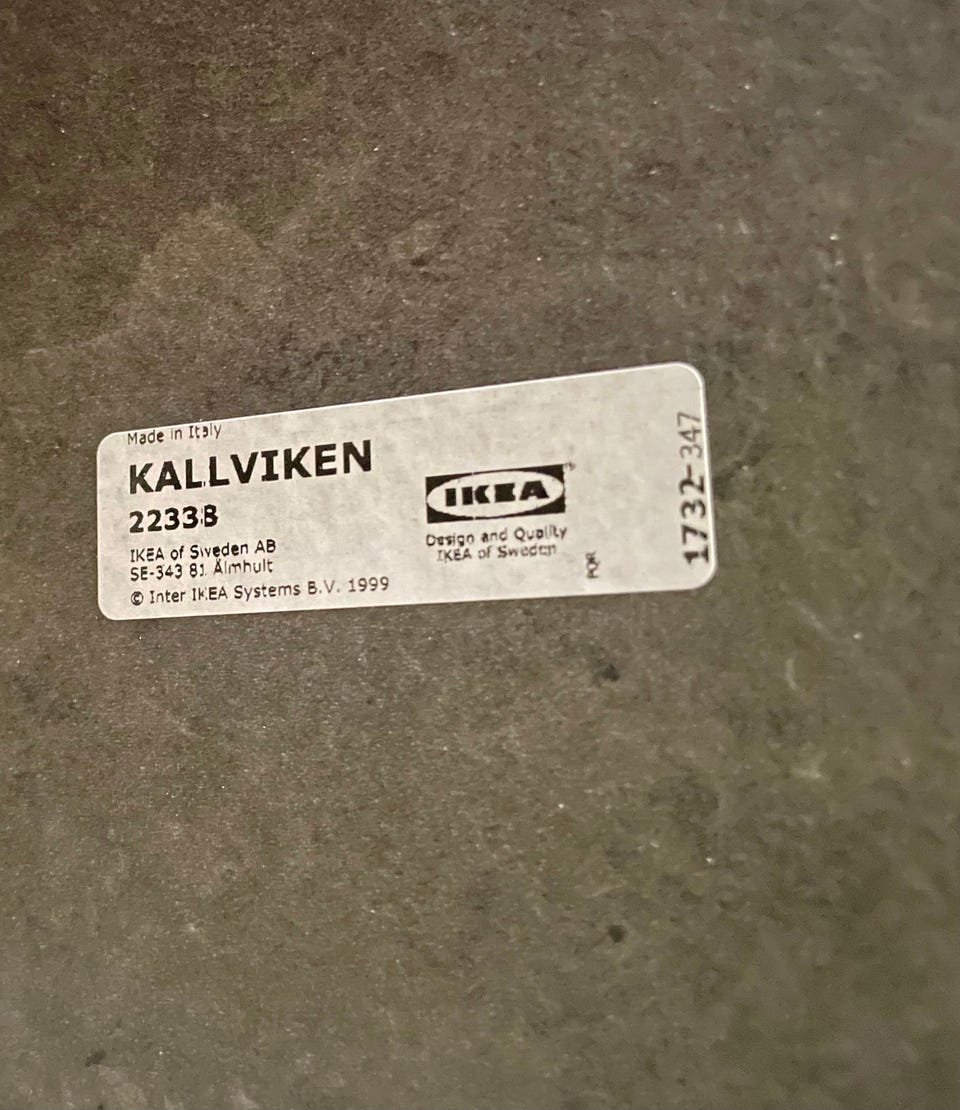 Made in Italy
KALLVIKEN
22338
IKEA of Sweden AB
SE-343 81 Älmhult
© Inter IKEA Systems B.V. 1999
IKEA®
Design and Quality
IKEA of Sweden
1732-347